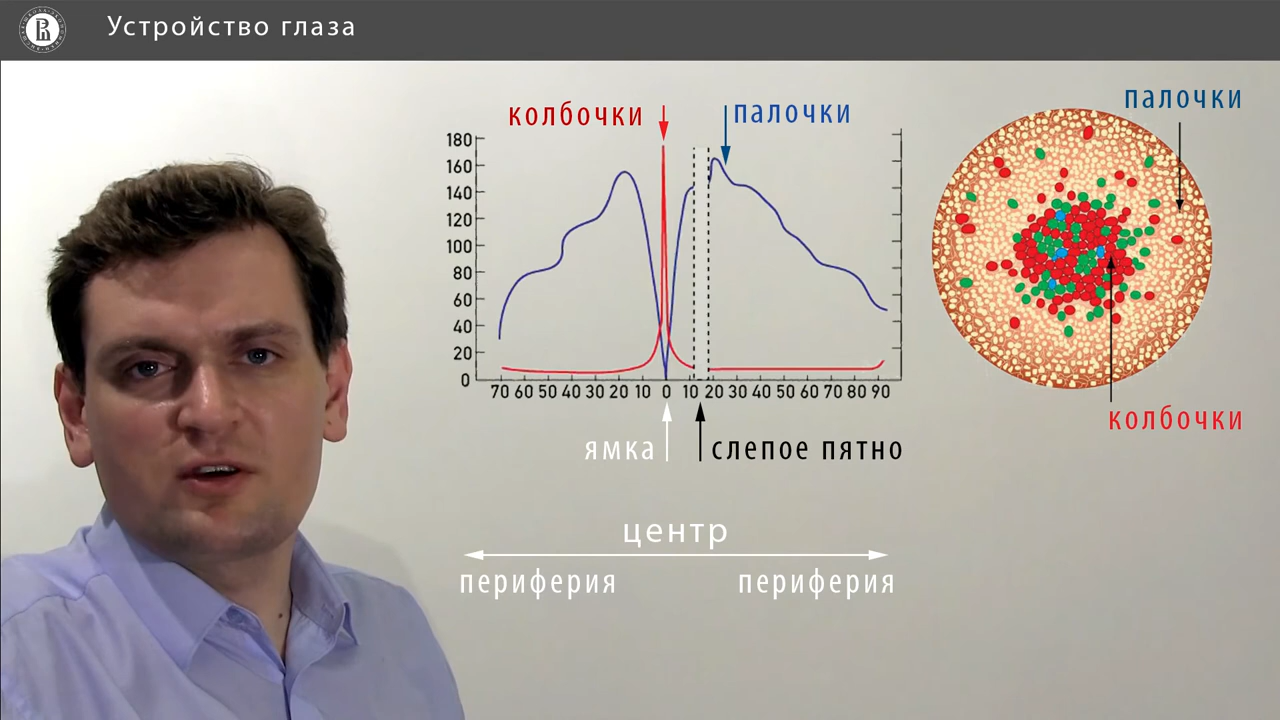 Устройство глаза
колбочки
палочки
180
160
140
120
100
80
60
40
20
0
70 60 50 40 30 20 10 0 10 20 30 40 50 60 70 80 90
ямка
слепое пятно
центр
периферия
периферия
палочки
колбочки